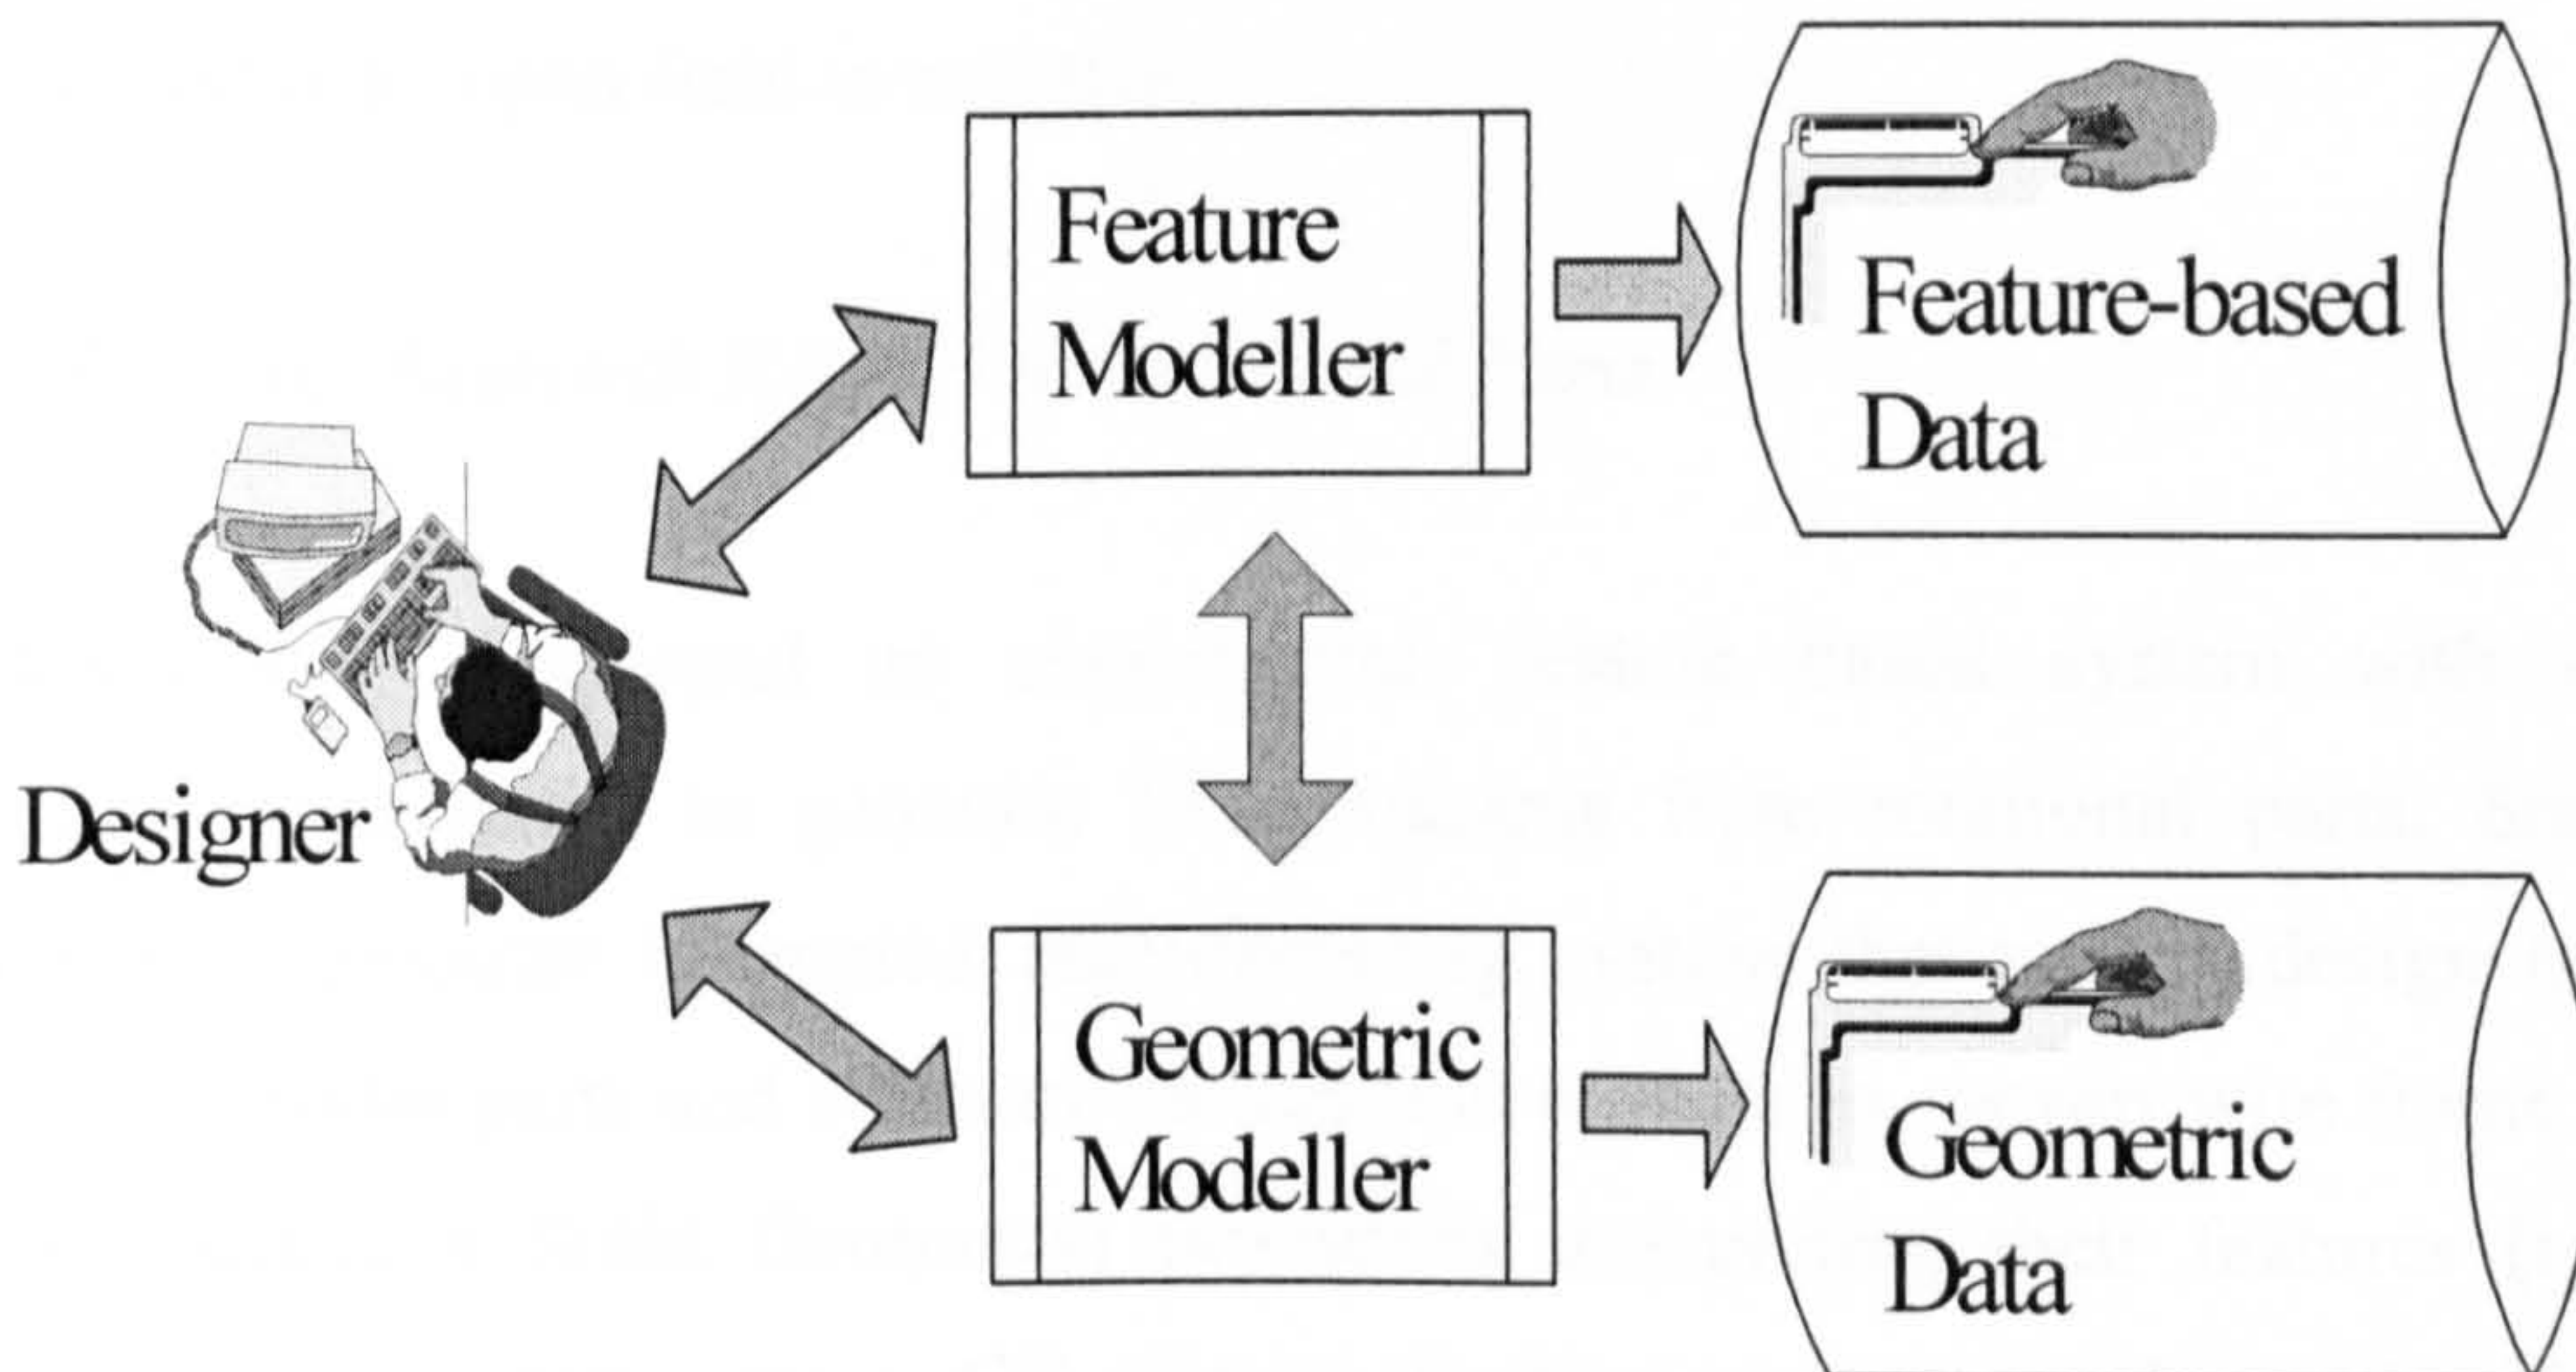 Feature
Modeller
Feature-based
Data
Designer
Geometric
Modeller
Geometric
Data